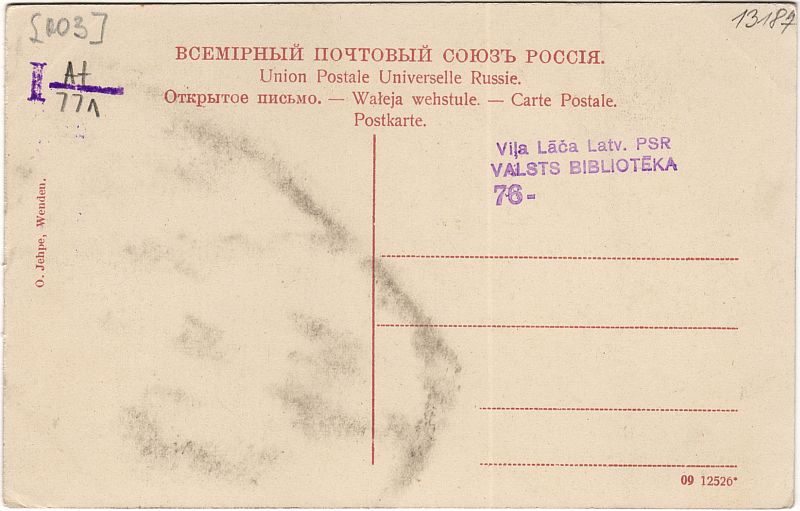 [003]
13187
I At
771
ВСЕМІРНЫЙ ПОЧТОВЫЙ СОЮЗЪ РОССІЯ.
Union Postale Universelle Russie.
Открытое письмо. — Wałeja wehstule. — Carte Postale.
Postkarte.
Viļa Lāča Latv. PSR
VALSTS BIBLIOTĒKA
76-
O. Jehpe, Wenden.
09 12526*